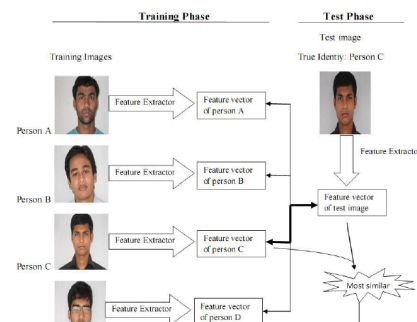 Training Phase
Test Phase
Test image
Training Images
True Identiy: Person C
Feature Extractor
Feature vector
of person A
Person A
Feature Extracto
Feature Extractor
Feature vector
of person B
Person B
Feature vector
of test image
Feature Extractor
Feature vector
of person C
Person C
Most similar
Feature Extractor
Feature vector
of person D